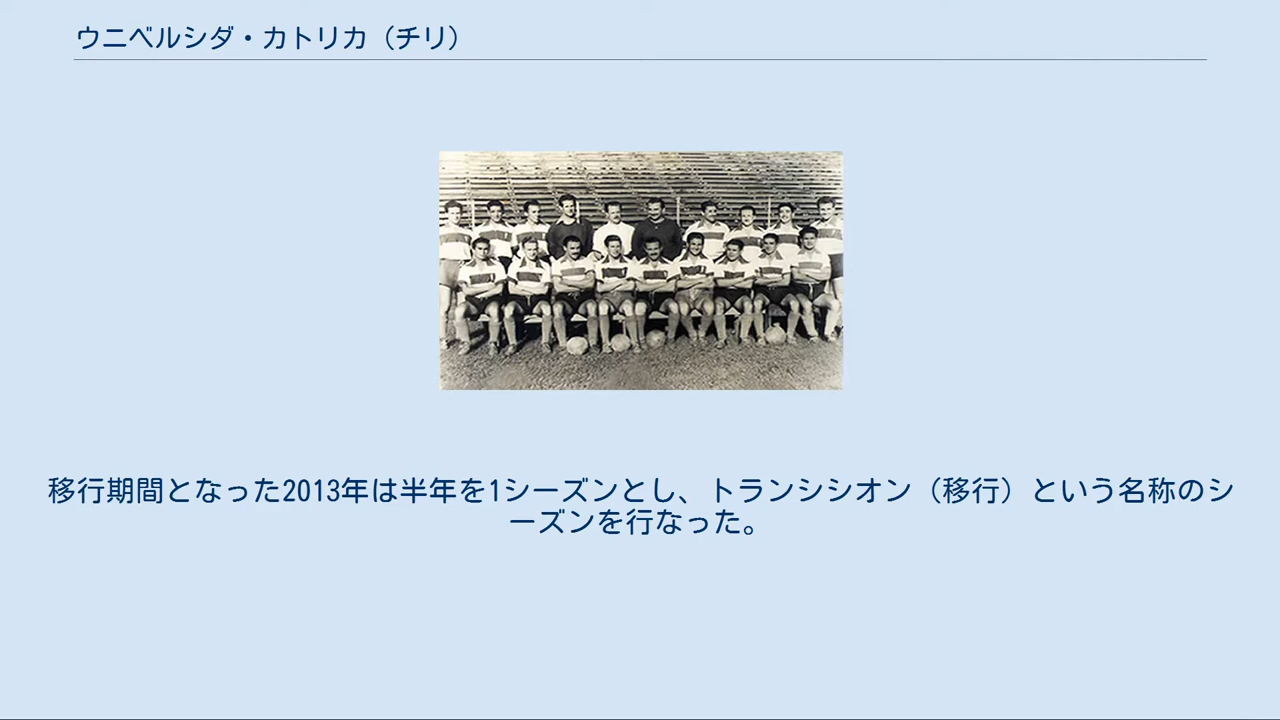 ウニベルシダ・カトリカ（チリ）
移行期間となった2013年は半年を1シーズンとし、トランシシオン（移行）という名称のシ
ーズンを行なった。